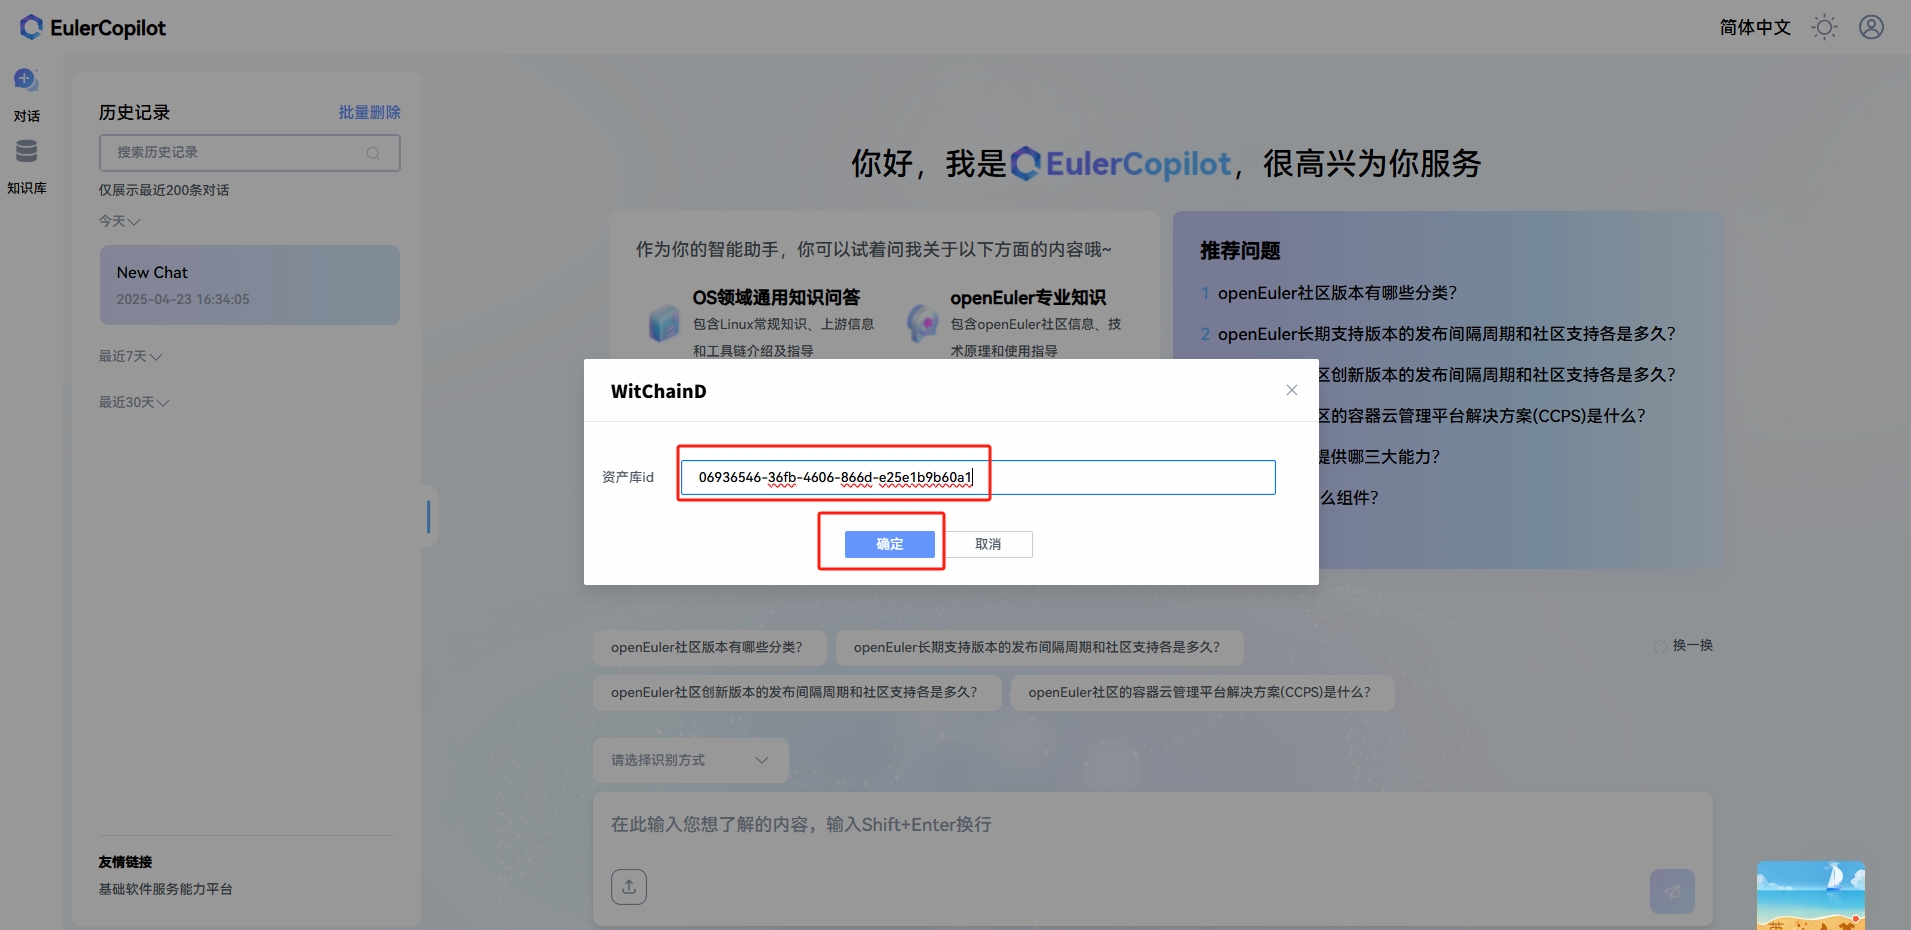 EulerCopilot
简体中文
对话
知识库
历史记录
批量删除
搜索历史记录
仅展示最近200条对话
今天
New Chat
2025-04-23 16:34:05
最近7天
最近30天
友情链接
基础软件服务能力平台
你好，我是EulerCopilot，很高兴为你服务
作为你的智能助手，你可以试着问我关于以下方面的内容哦~
OS领域通用知识问答
包含Linux常规知识、上游信息
和工具链介绍及指导
openEuler专业知识
包含openEuler社区信息、技
术原理和使用指导
推荐问题
1 openEuler社区版本有哪些分类？
2 openEuler长期支持版本的发布间隔周期和社区支持各是多久？
区创新版本的发布间隔周期和社区支持各是多久？
区的容器云管理平台解决方案(CCPS)是什么？
提供哪三大能力？
么组件？
WitChainD
资产库id
06936546-36fb-4606-866d-e25e1b9b60a1
确定
取消
openEuler社区版本有哪些分类？
openEuler长期支持版本的发布间隔周期和社区支持各是多久？
换一换
openEuler社区创新版本的发布间隔周期和社区支持各是多久？
openEuler社区的容器云管理平台解决方案(CCPS)是什么？
请选择识别方式
在此输入您想了解的内容，输入Shift+Enter换行